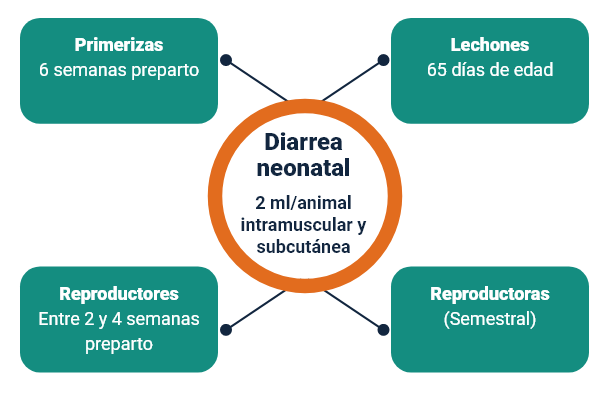 Primerizas
6 semanas preparto
Lechones
65 días de edad
Diarrea
neonatal
2 ml/animal
intramuscular y
subcutánea
Reproductores
Entre 2 y 4 semanas
preparto
Reproductoras
(Semestral)